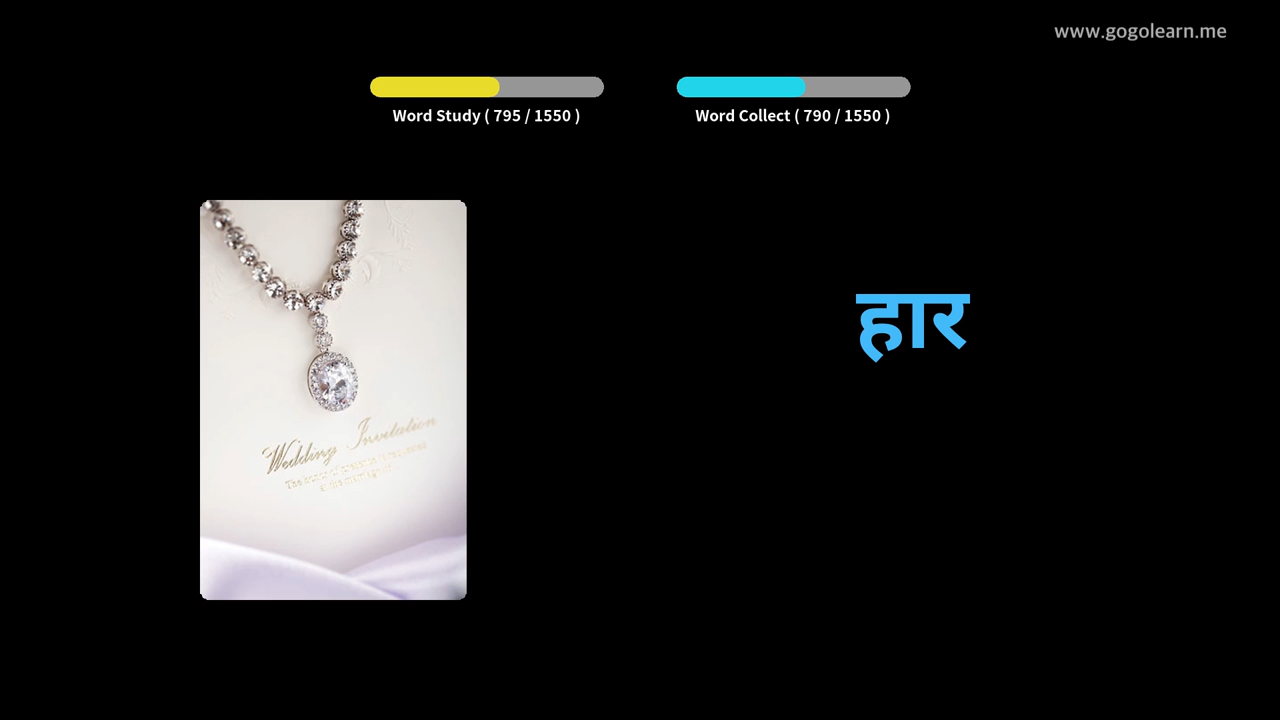 www.gogolearn.me
Word Study ( 795 / 1550 )
Word Collect ( 790 / 1550 )
हार
Wedding Invitation